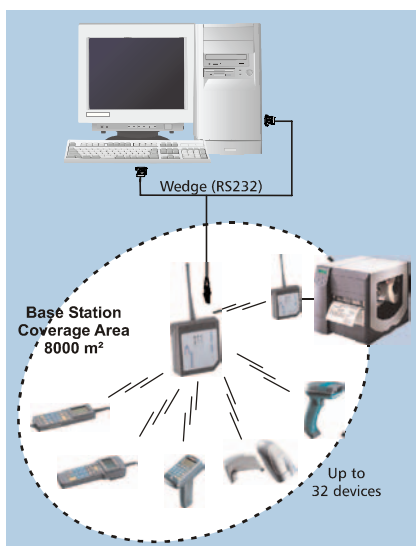 Wedge (RS232)
Base Station
Coverage Area
8000 m²
Up to
32 devices